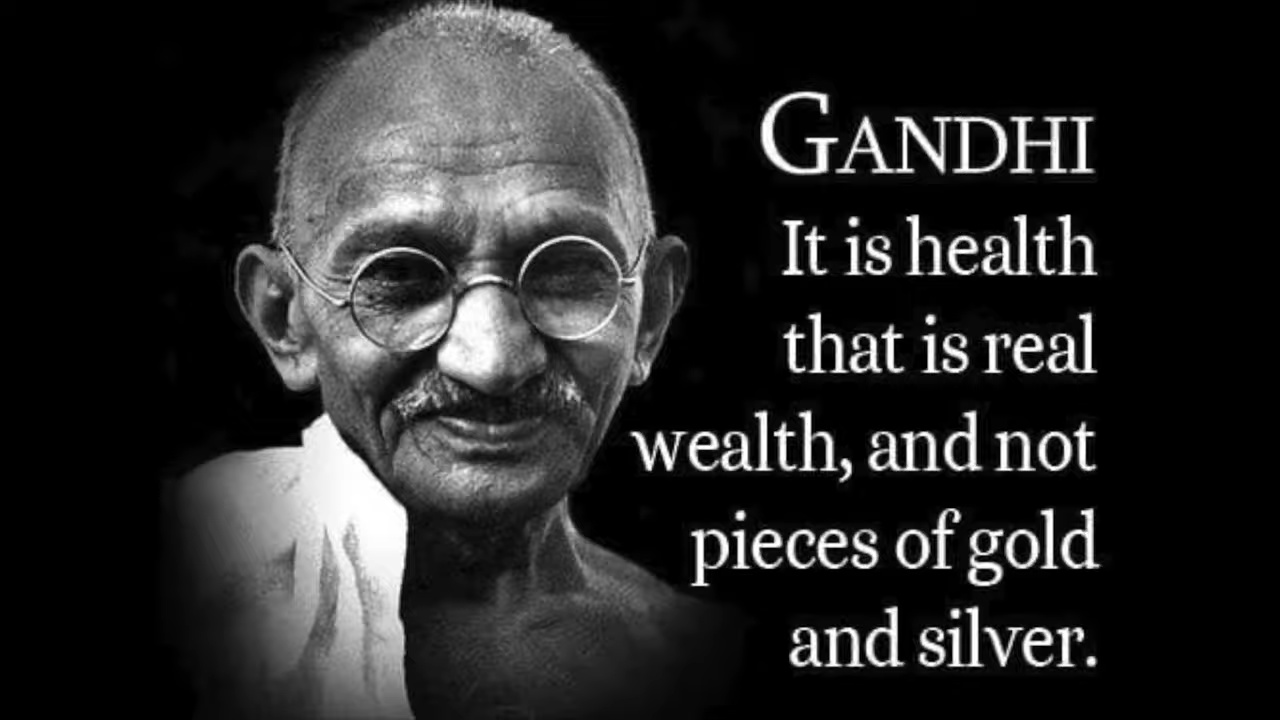 GANDHI
It is health
that is real
wealth, and not
pieces of gold
and silver.